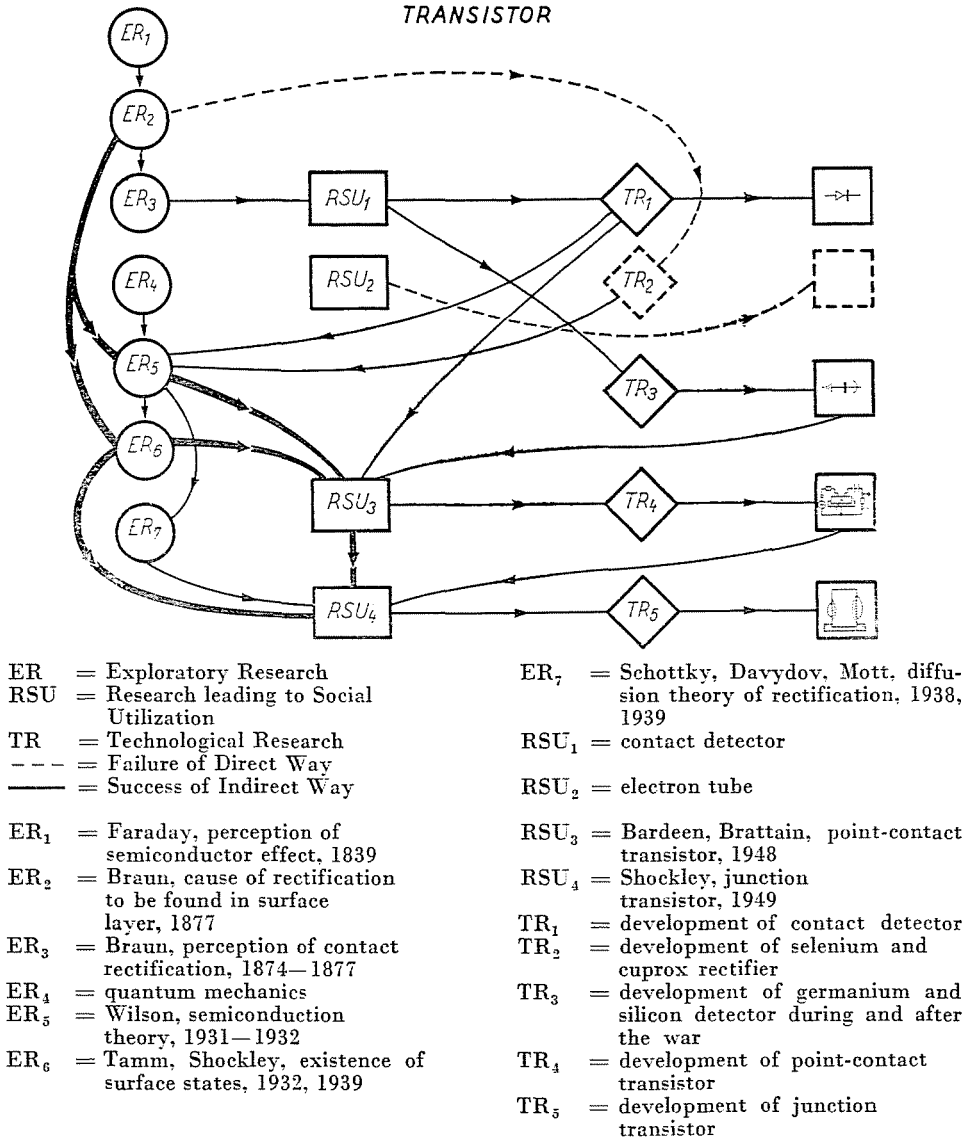 TRANSISTOR
ER₁
ER₂
ER₃
RSU₁
TR₁
ER₄
RSU₂
TR₂
ER₅
TR₃
ER₆
RSU₃
TR₄
ER₇
RSU₄
TR₅
ER = Exploratory Research
RSU = Research leading to Social
Utilization
TR = Technological Research
--- = Failure of Direct Way
—— = Success of Indirect Way
ER₁ = Faraday, perception of
semiconductor effect, 1839
ER₂ = Braun, cause of rectification
to be found in surface
layer, 1877
ER₃ = Braun, perception of contact
rectification, 1874—1877
ER₄ = quantum mechanics
ER₅ = Wilson, semiconduction
theory, 1931—1932
ER₆ = Tamm, Shockley, existence of
surface states, 1932, 1939
ER₇ = Schottky, Davydov, Mott, diffu-
sion theory of rectification, 1938,
1939
RSU₁ = contact detector
RSU₂ = electron tube
RSU₃ = Bardeen, Brattain, point-contact
transistor, 1948
RSU₄ = Shockley, junction
transistor, 1949
TR₁ = development of contact detector
TR₂ = development of selenium and
cuprox rectifier
TR₃ = development of germanium and
silicon detector during and after
the war
TR₄ = development of point-contact
transistor
TR₅ = development of junction
transistor